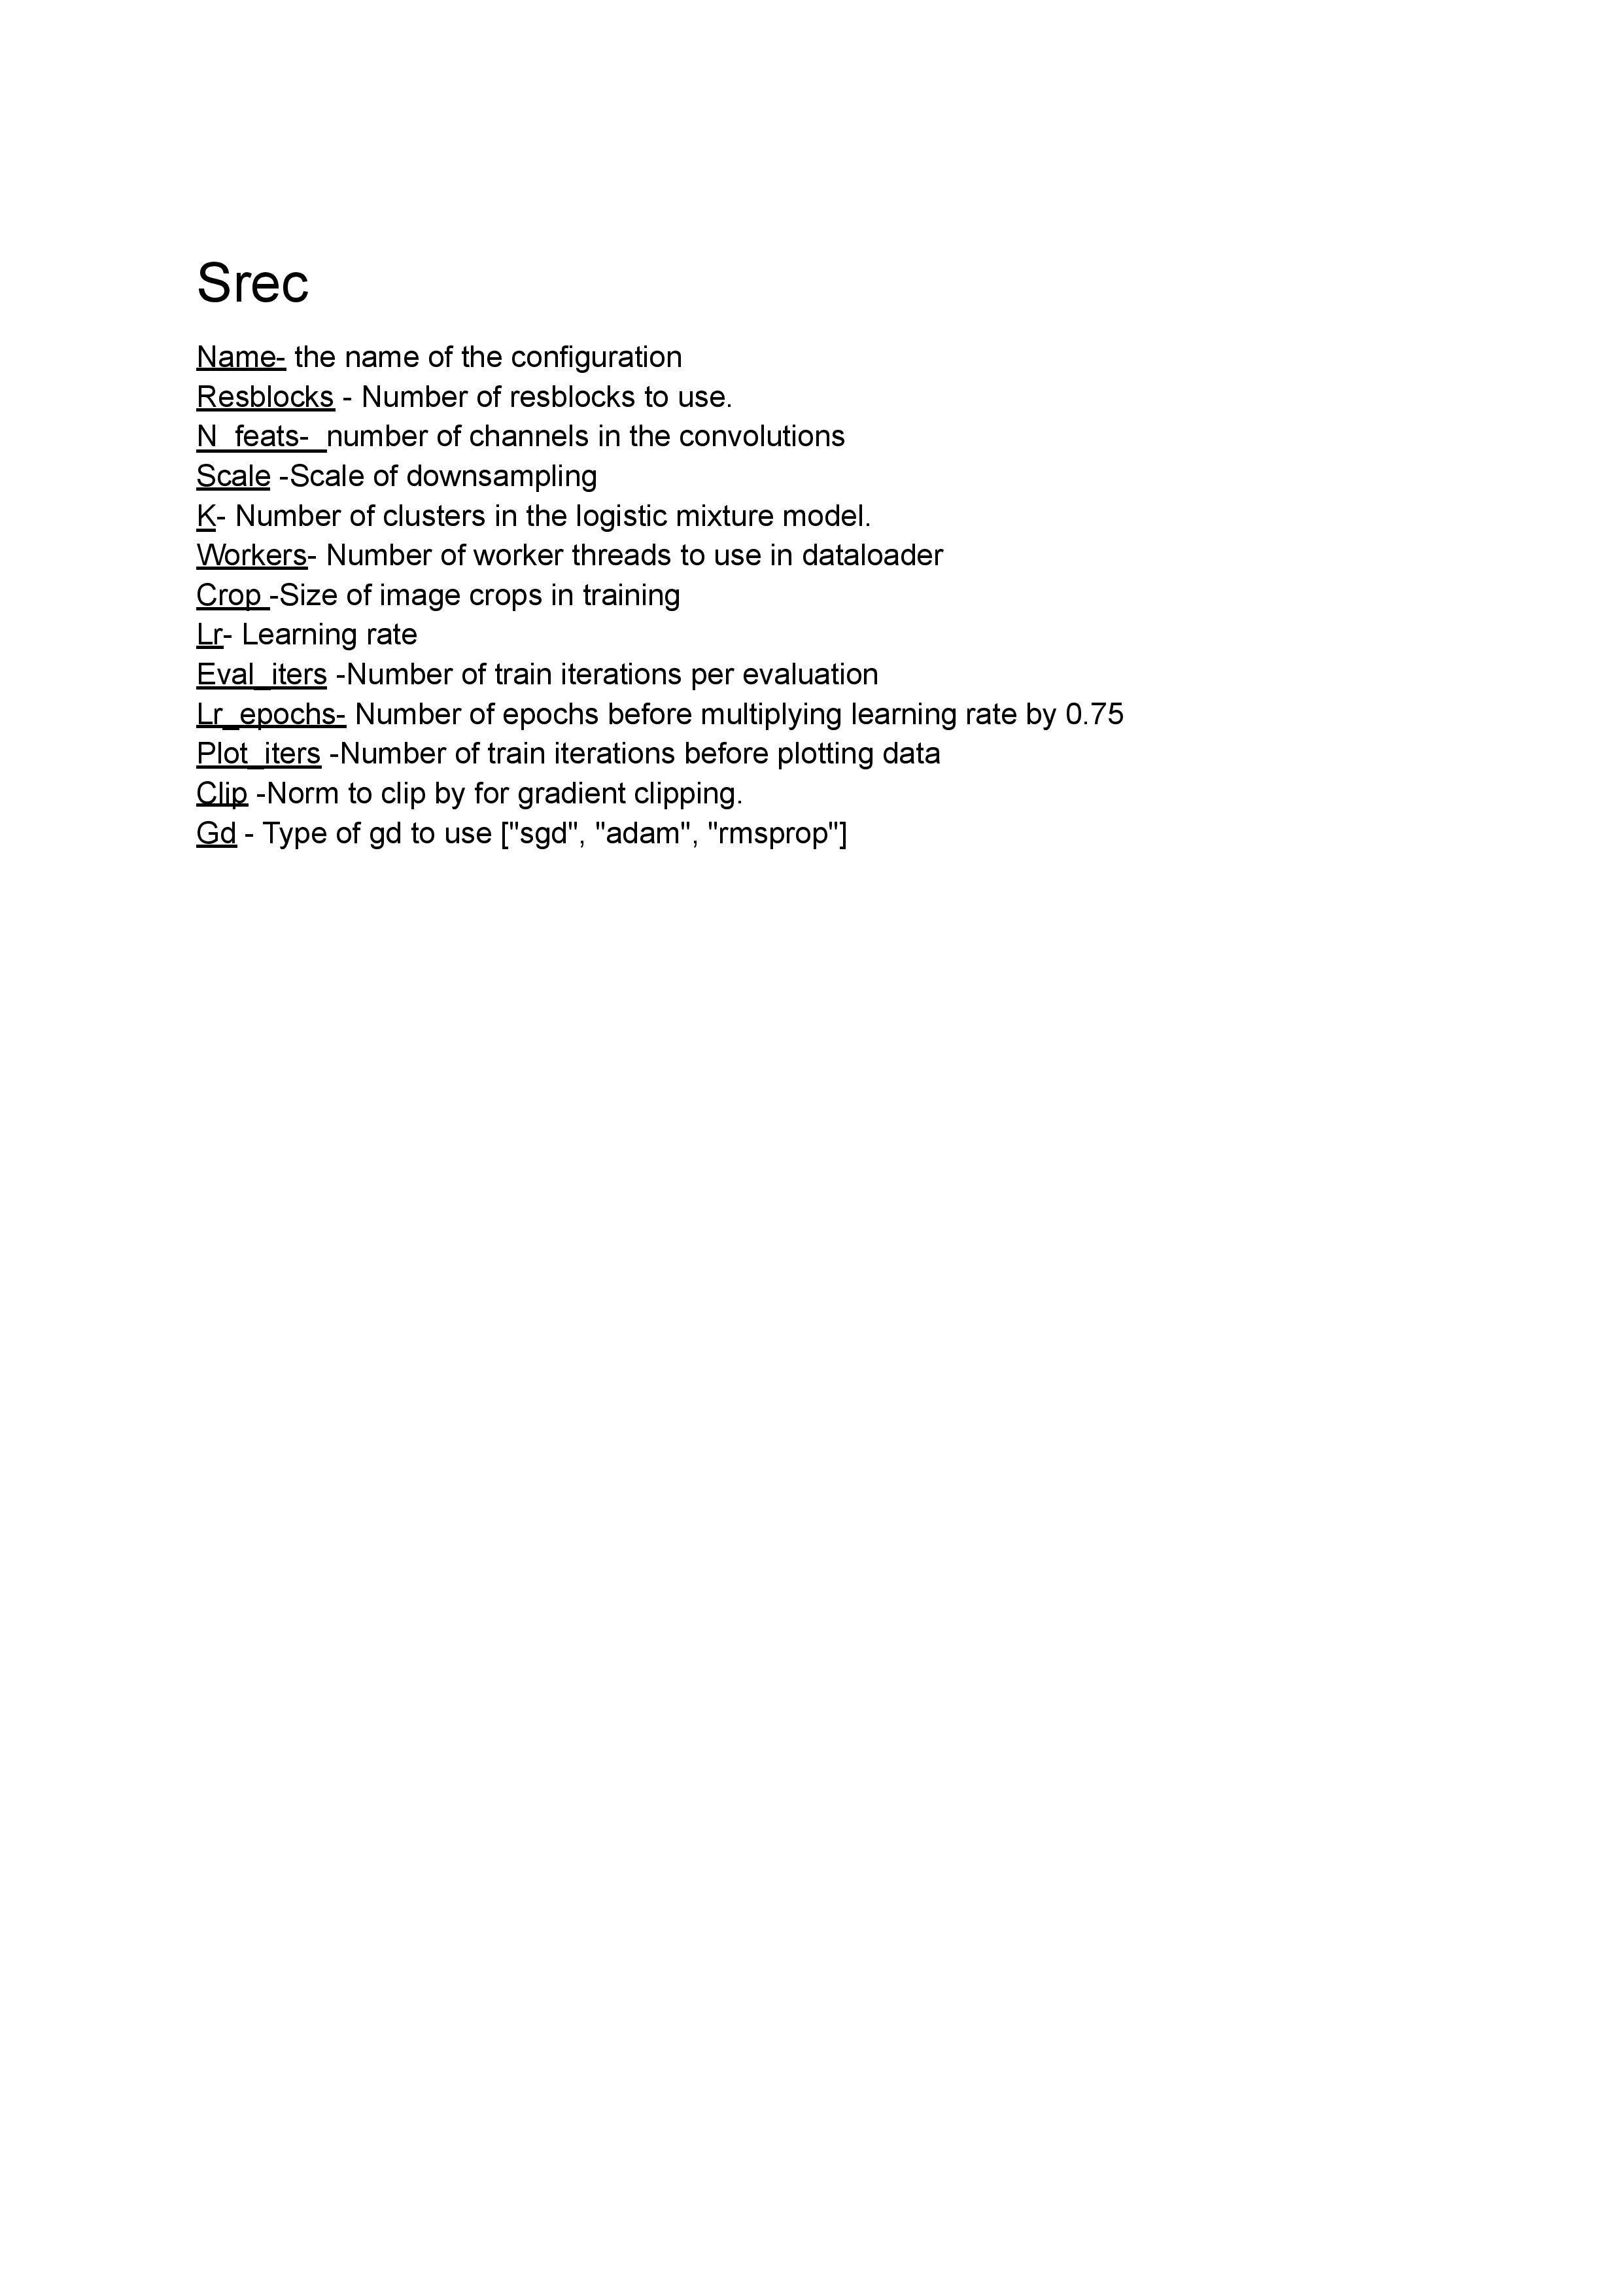 Srec
Name- the name of the configuration
Resblocks - Number of resblocks to use.
N_feats- number of channels in the convolutions
Scale -Scale of downsampling
K- Number of clusters in the logistic mixture model.
Workers- Number of worker threads to use in dataloader
Crop -Size of image crops in training
Lr- Learning rate
Eval_iters -Number of train iterations per evaluation
Lr_epochs- Number of epochs before multiplying learning rate by 0.75
Plot_iters -Number of train iterations before plotting data
Clip -Norm to clip by for gradient clipping.
Gd - Type of gd to use ["sgd", "adam", "rmsprop"]